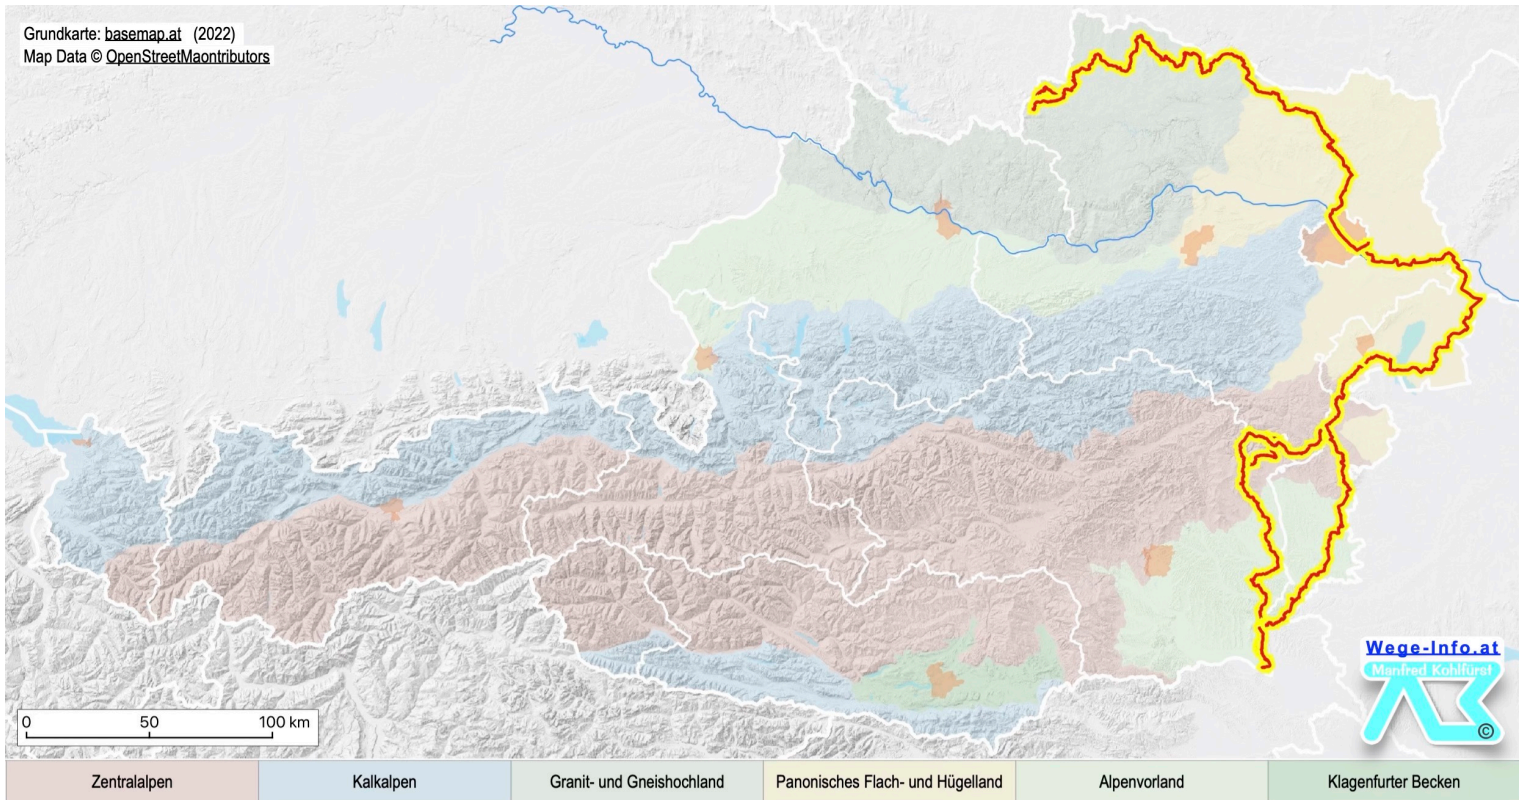 Grundkarte: basemap.at (2022)
Map Data © OpenStreetMaontributors
Wege-Info.at
Manfred Kohlfürst
©
0 50 100 km
Zentralalpen
Kalkalpen
Granit- und Gneishochland
Panonisches Flach- und Hügelland
Alpenvorland
Klagenfurter Becken